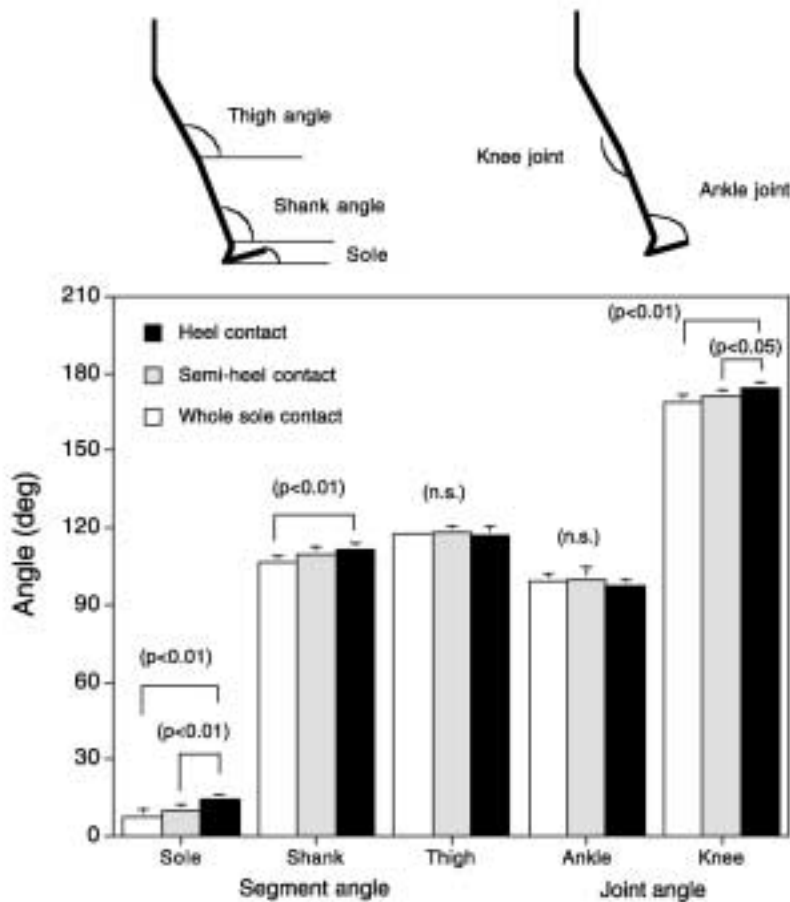 Thigh angle
Shank angle
Sole
Knee joint
Ankle joint
210
180
150
120
90
60
30
0
Angle (deg)
Heel contact
Semi-heel contact
Whole sole contact
(p<0.01)
(p<0.01)
(p<0.01)
(n.s.)
(n.s.)
(p<0.01)
(p<0.05)
Sole Shank Thigh Ankle Knee
Segment angle Joint angle